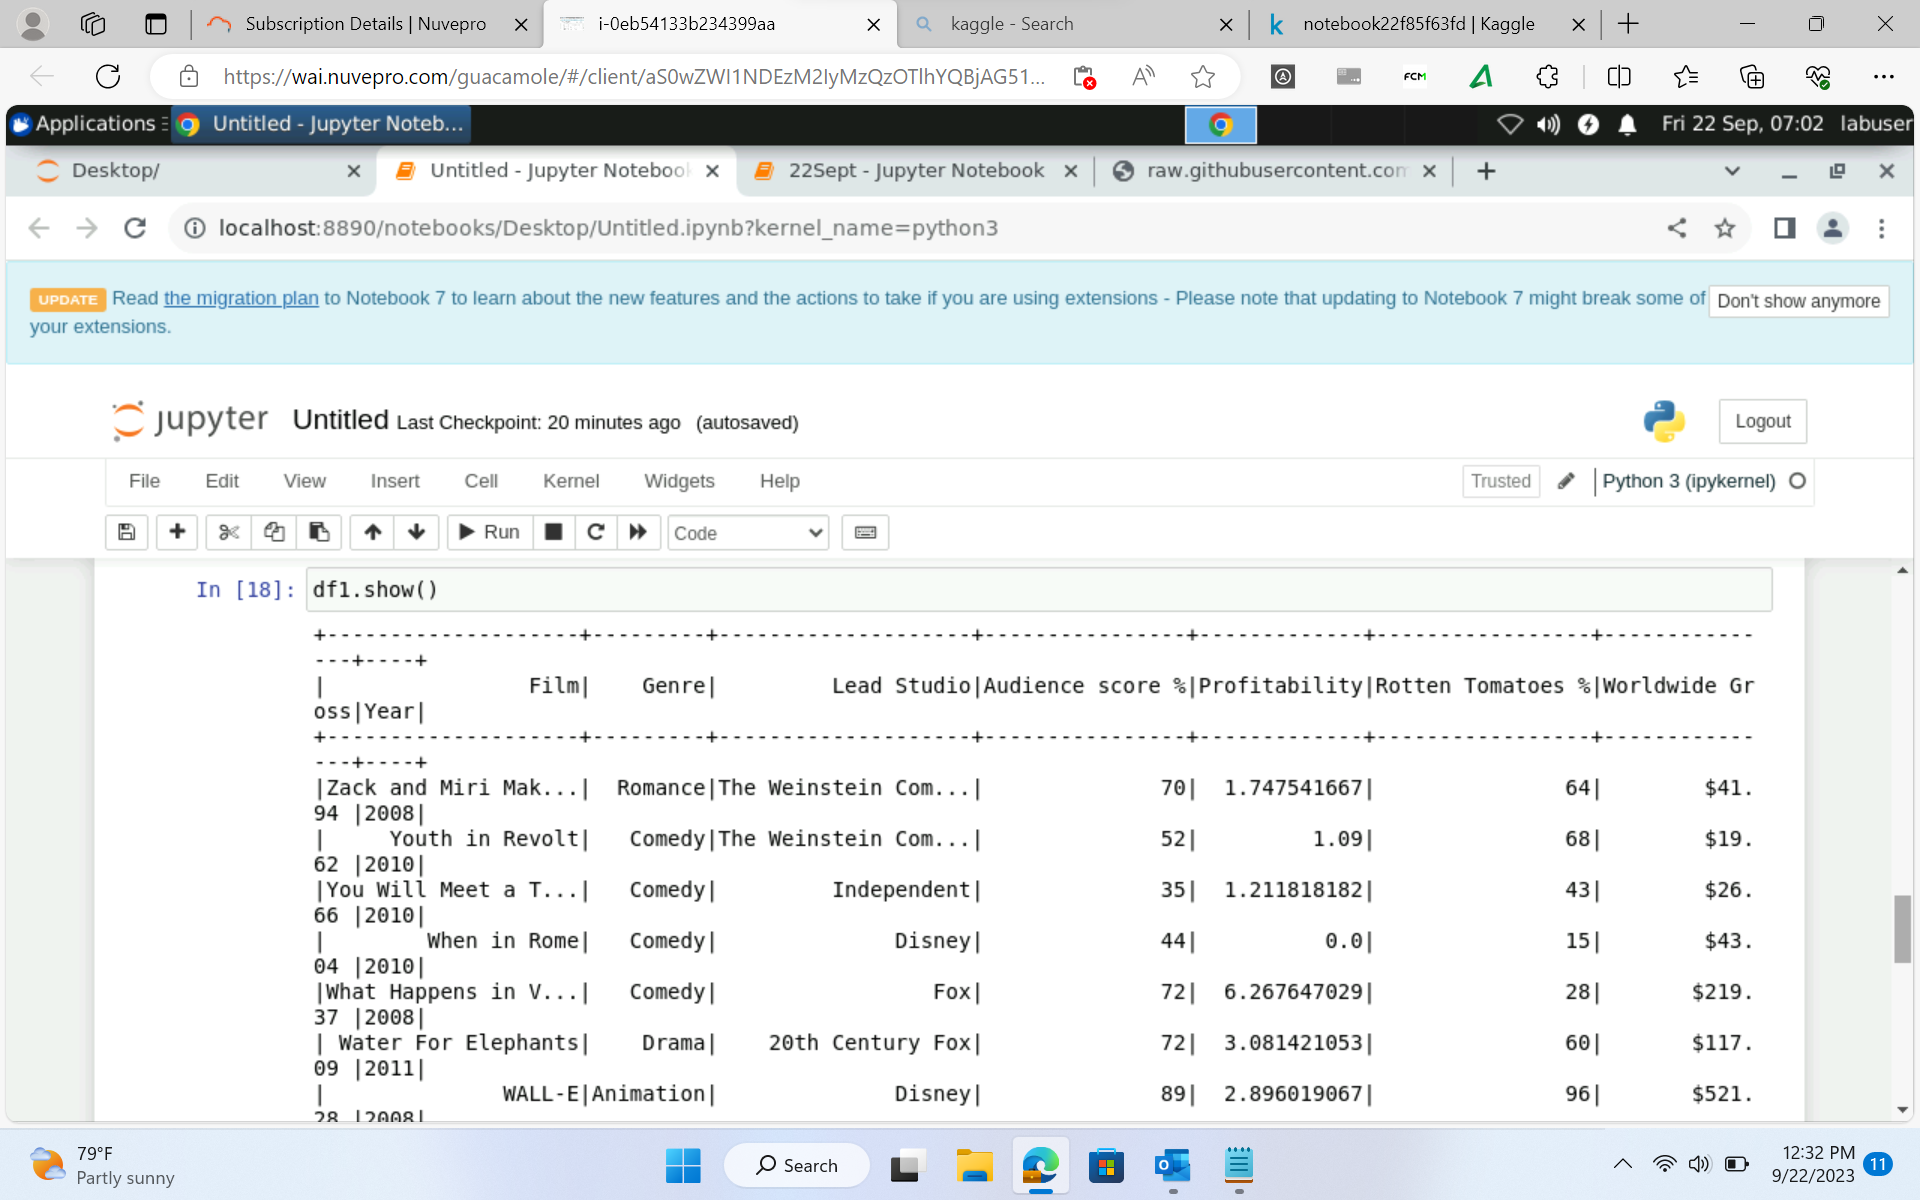 Subscription Details | Nuvepro
i-0eb54133b234399aa
kaggle - Search
notebook22f85f63fd | Kaggle
https://wai.nuvepro.com/guacamole/#/client/aS0wZWI1NDEzM2IyMzQzOTlhYQBjAG51...
FCM
Applications
Untitled - Jupyter Noteb...
Fri 22 Sep, 07:02 labuser
Desktop/
Untitled - Jupyter Notebook
22Sept - Jupyter Notebook
raw.githubusercontent.com
localhost:8890/notebooks/Desktop/Untitled.ipynb?kernel_name=python3
UPDATE Read the migration plan to Notebook 7 to learn about the new features and the actions to take if you are using extensions - Please note that updating to Notebook 7 might break some of
your extensions.
Don't show anymore
jupyter Untitled Last Checkpoint: 20 minutes ago (autosaved)
Logout
File Edit View Insert Cell Kernel Widgets Help
Trusted
Python 3 (ipykernel)
Run
Code
In [18]: df1.show()
+--------------------+---------+--------------------+----------------+-------------+-----------------+------------
---+----+
| Film| Genre| Lead Studio|Audience score %|Profitability|Rotten Tomatoes %|Worldwide Gr
oss|Year|
+--------------------+---------+--------------------+----------------+-------------+-----------------+------------
---+----+
|Zack and Miri Mak...| Romance|The Weinstein Com...| 70| 1.747541667| 64| $41.
94 |2008|
| Youth in Revolt| Comedy|The Weinstein Com...| 52| 1.09| 68| $19.
62 |2010|
|You Will Meet a T...| Comedy| Independent| 35| 1.211818182| 43| $26.
66 |2010|
| When in Rome| Comedy| Disney| 44| 0.0| 15| $43.
04 |2010|
|What Happens in V...| Comedy| Fox| 72| 6.267647029| 28| $219.
37 |2008|
| Water For Elephants| Drama| 20th Century Fox| 72| 3.081421053| 60| $117.
09 |2011|
| WALL-E|Animation| Disney| 89| 2.896019067| 96| $521.
28 |2008|
79°F
Partly sunny
Search
12:32 PM
9/22/2023
11